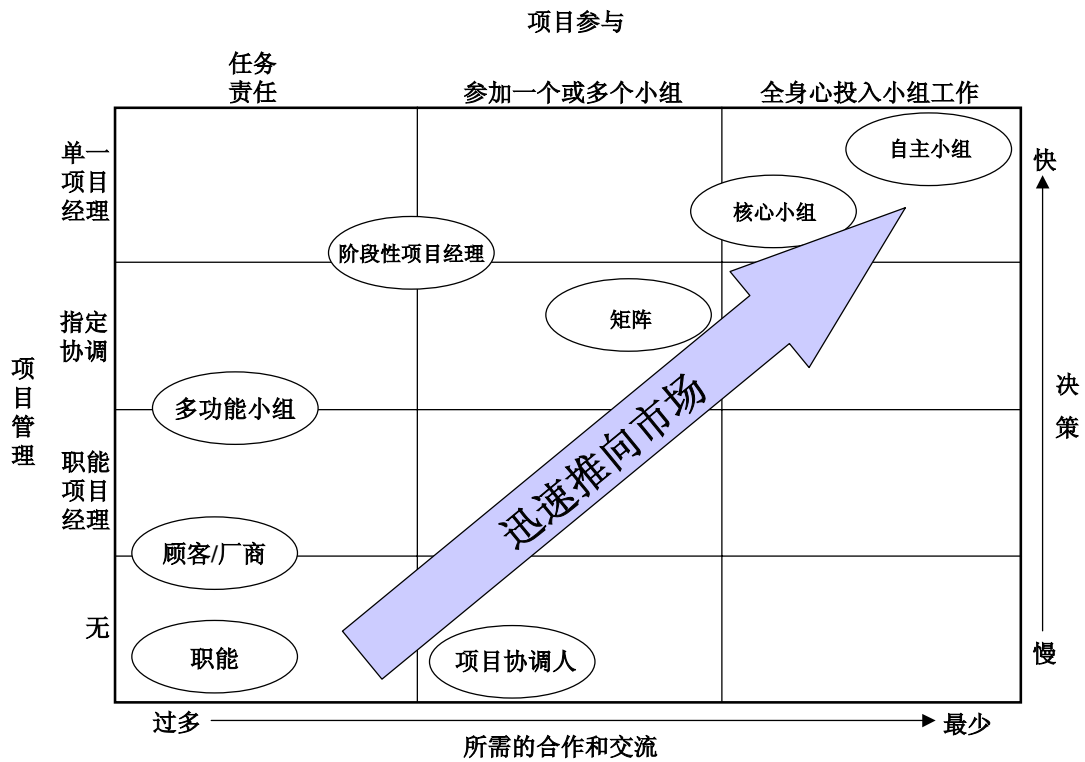 项目参与
任务
责任
参加一个或多个小组
全身心投入小组工作
单一
项目
经理
自主小组
快
核心小组
阶段性项目经理
指定
协调
矩阵
项
目
管
理
决
策
多功能小组
迅速推向市场
职能
项目
经理
顾客/厂商
无
职能
项目协调人
慢
过多
最少
所需的合作和交流